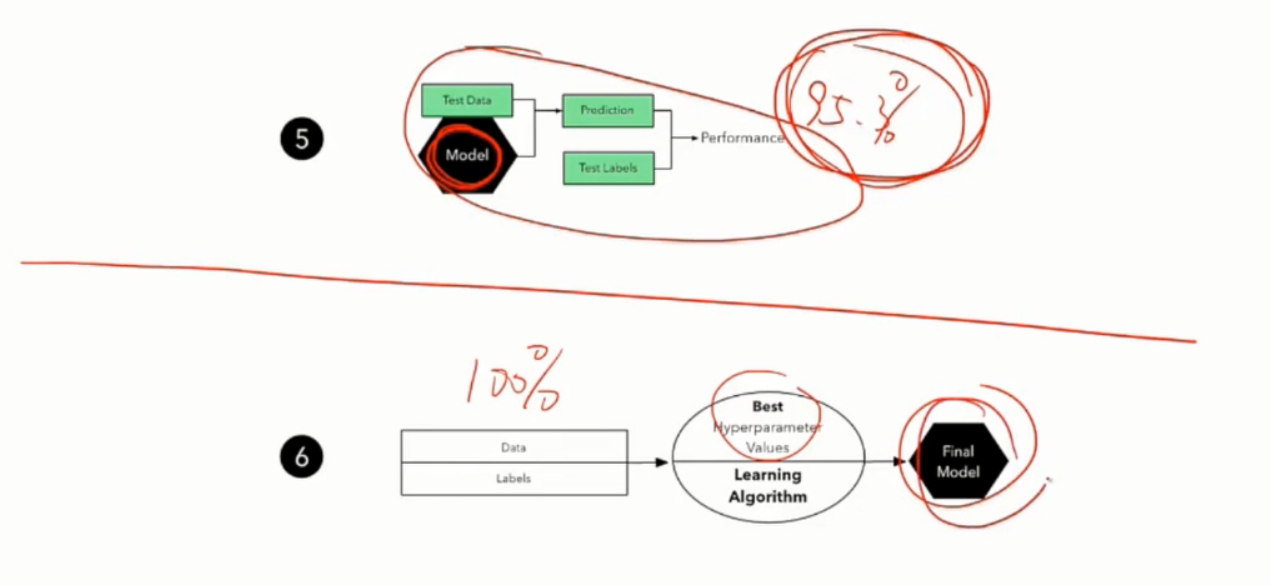 5
Test Data
Model
Prediction
Test Labels
Performance
95.%
6
100%
Data
Labels
Best
Hyperparameter
Values
Learning
Algorithm
Final
Model